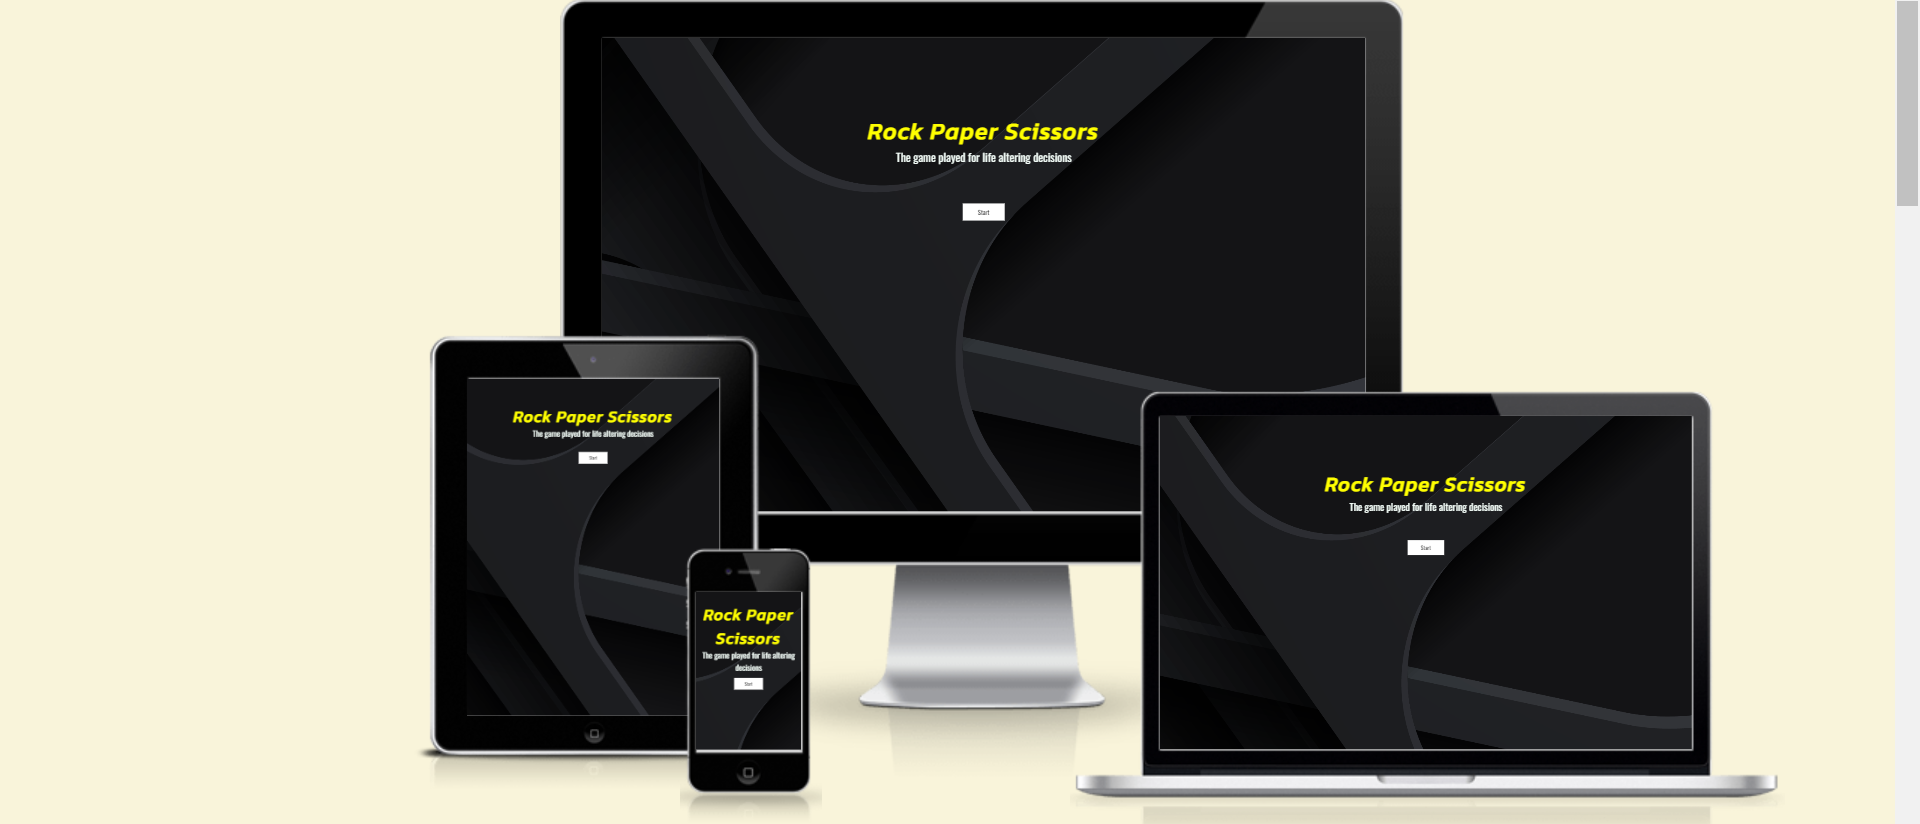 Rock Paper Scissors
The game played for life altering decisions
Start
Rock Paper Scissors
The game played for life altering decisions
Start
Rock Paper
Scissors
The game played for life altering
decisions
Start
Rock Paper Scissors
The game played for life altering decisions
Start